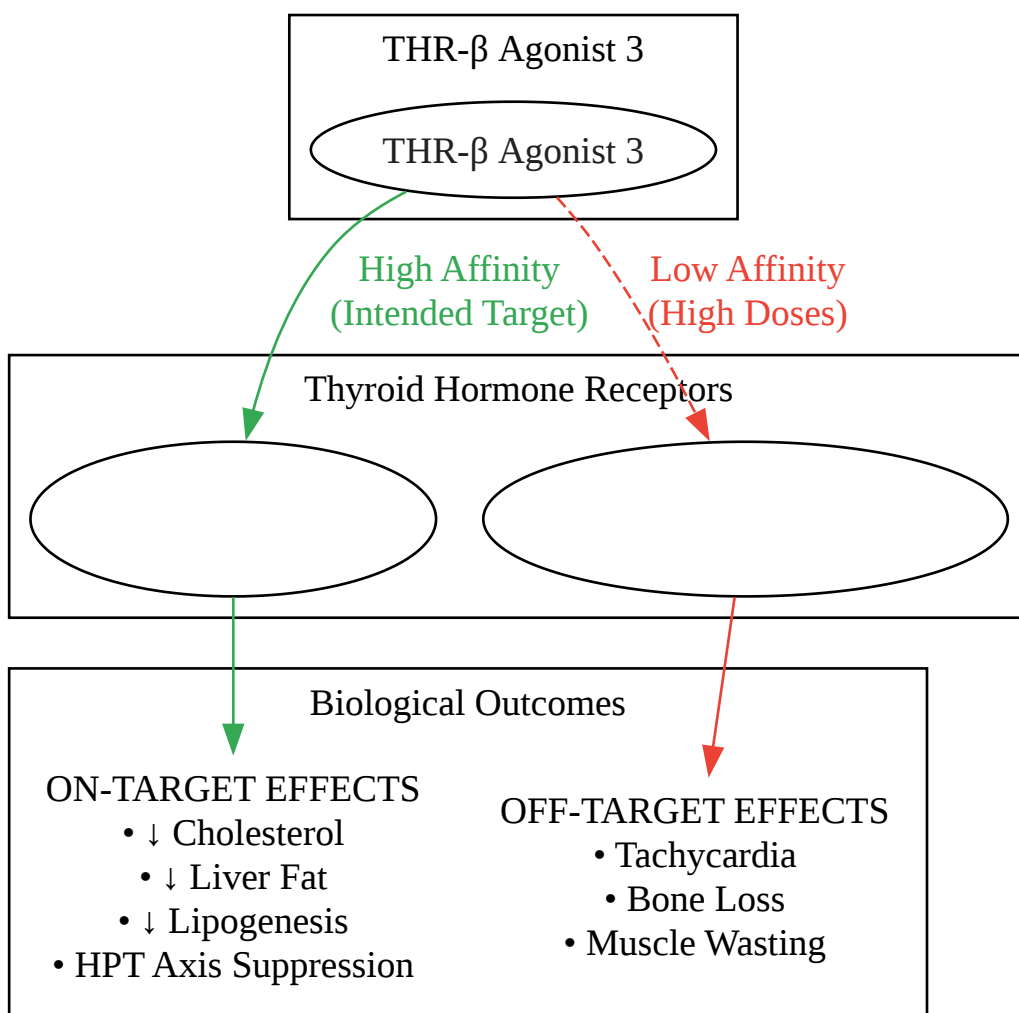 THR-β Agonist 3
THR-β Agonist 3
High Affinity
(Intended Target)
Low Affinity
(High Doses)
Thyroid Hormone Receptors
Biological Outcomes
ON-TARGET EFFECTS
• ↓ Cholesterol
• ↓ Liver Fat
• ↓ Lipogenesis
• HPT Axis Suppression
OFF-TARGET EFFECTS
• Tachycardia
• Bone Loss
• Muscle Wasting